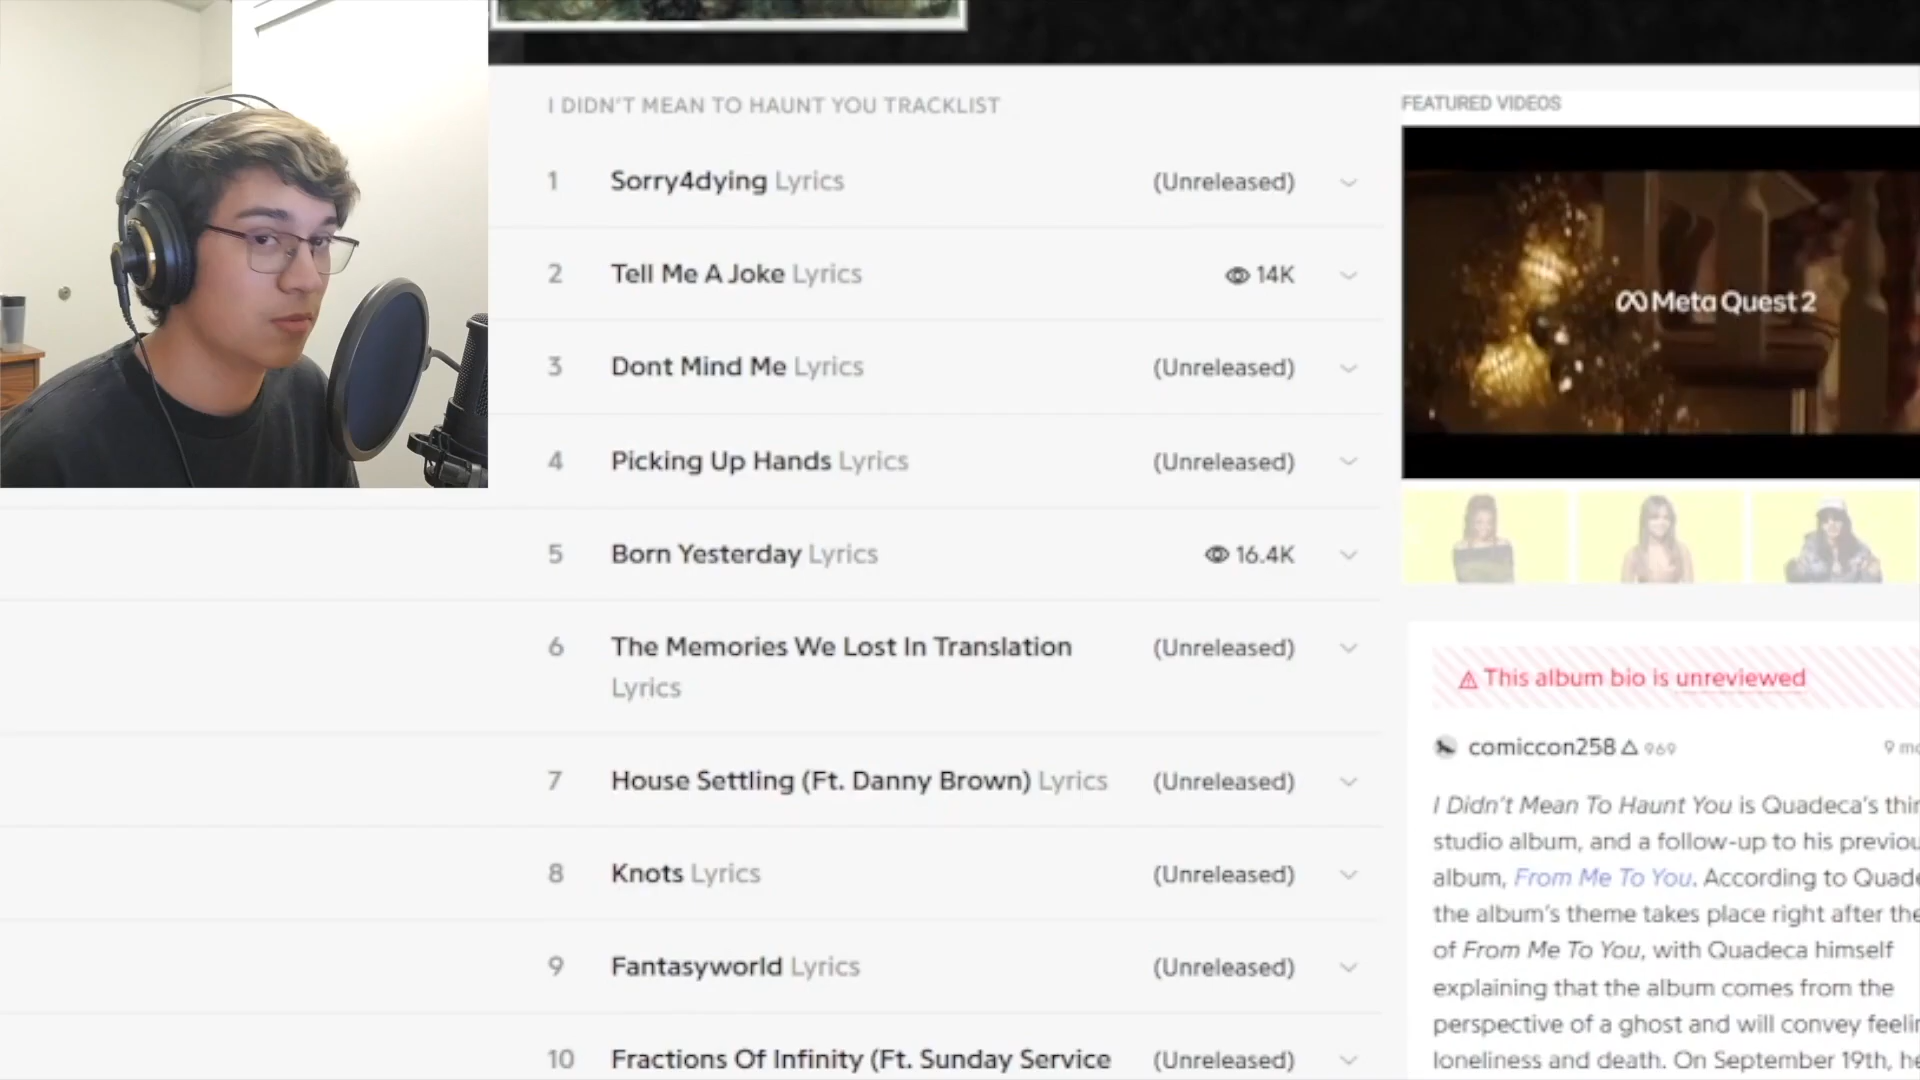 I DIDN'T MEAN TO HAUNT YOU TRACKLIST
1 Sorry4dying Lyrics (Unreleased)
2 Tell Me A Joke Lyrics 14K
3 Dont Mind Me Lyrics (Unreleased)
4 Picking Up Hands Lyrics (Unreleased)
5 Born Yesterday Lyrics 16.4K
6 The Memories We Lost In Translation (Unreleased)
Lyrics
7 House Settling (Ft. Danny Brown) Lyrics (Unreleased)
8 Knots Lyrics (Unreleased)
9 Fantasyworld Lyrics (Unreleased)
10 Fractions Of Infinity (Ft. Sunday Service (Unreleased)
FEATURED VIDEOS
Meta Quest 2
This album bio is unreviewed
comiccon258 969 9
I Didn't Mean To Haunt You is Quadeca's
studio album, and a follow-up to his
album, From Me To You. According to
the album's theme takes place right after the
of From Me To You, with Quadeca himself
explaining that the album comes from the
perspective of a ghost and will convey
loneliness and death. On September 19th,